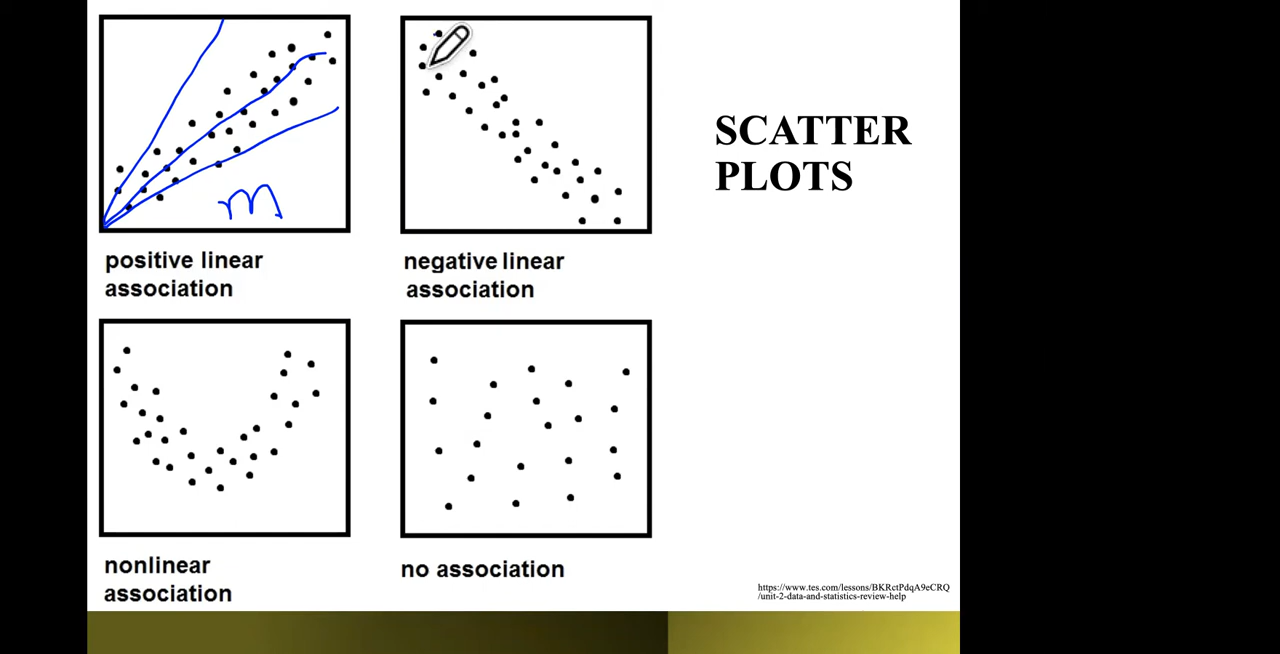 SCATTER
PLOTS
m
positive linear
association
negative linear
association
nonlinear
association
no association
https://www.tes.com/lessons/BKRctPdqA9eCRQ
/unit-2-data-and-statistics-review-help